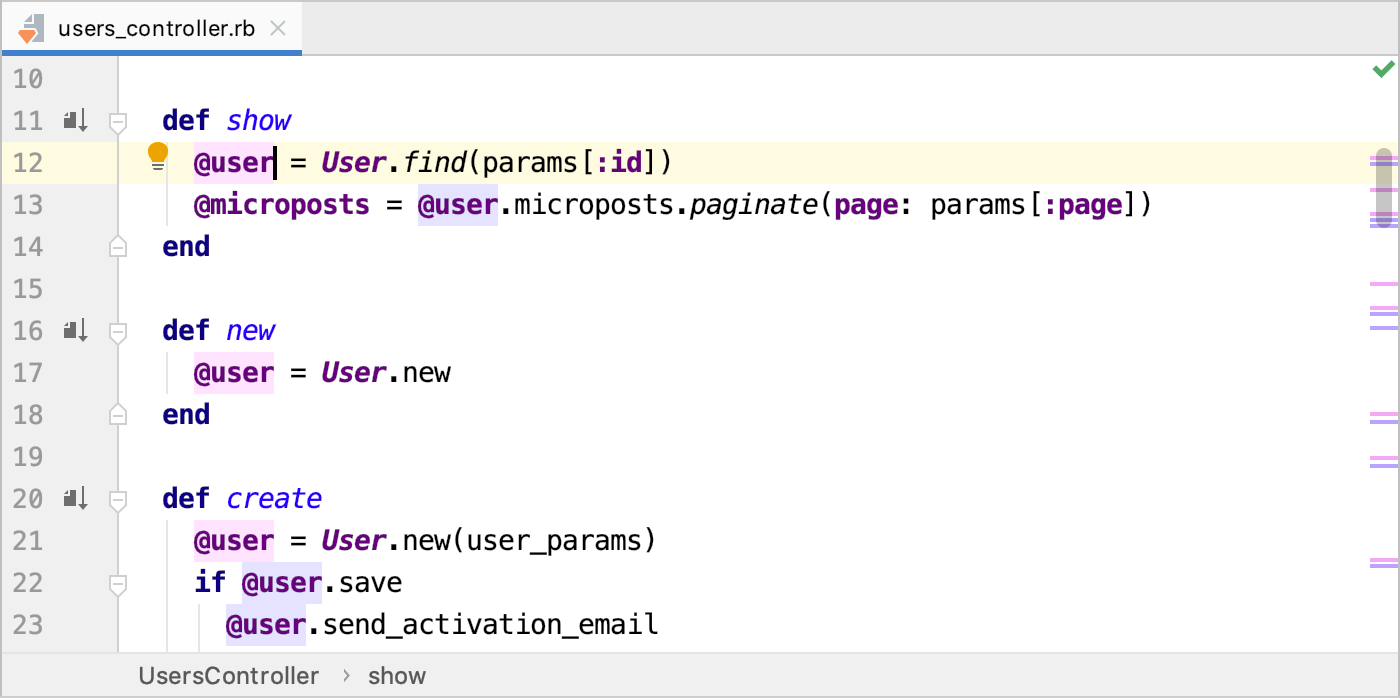 users_controller.rb
10
11 def show
12 @user = User.find(params[:id])
13 @microposts = @user.microposts.paginate(page: params[:page])
14 end
15
16 def new
17 @user = User.new
18 end
19
20 def create
21 @user = User.new(user_params)
22 if @user.save
23 @user.send_activation_email
UsersController › show